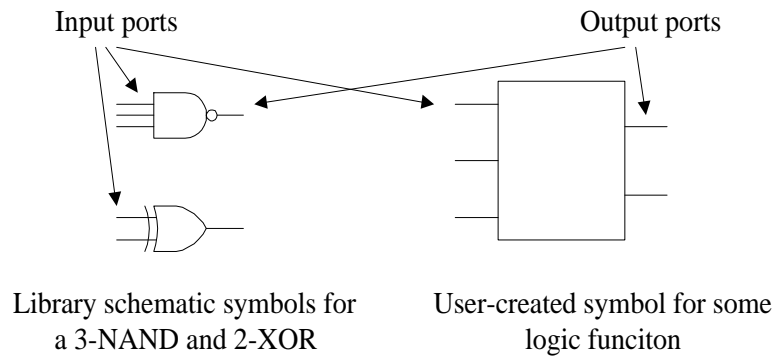 Input ports
Output ports
Library schematic symbols for
a 3-NAND and 2-XOR
User-created symbol for some
logic funciton